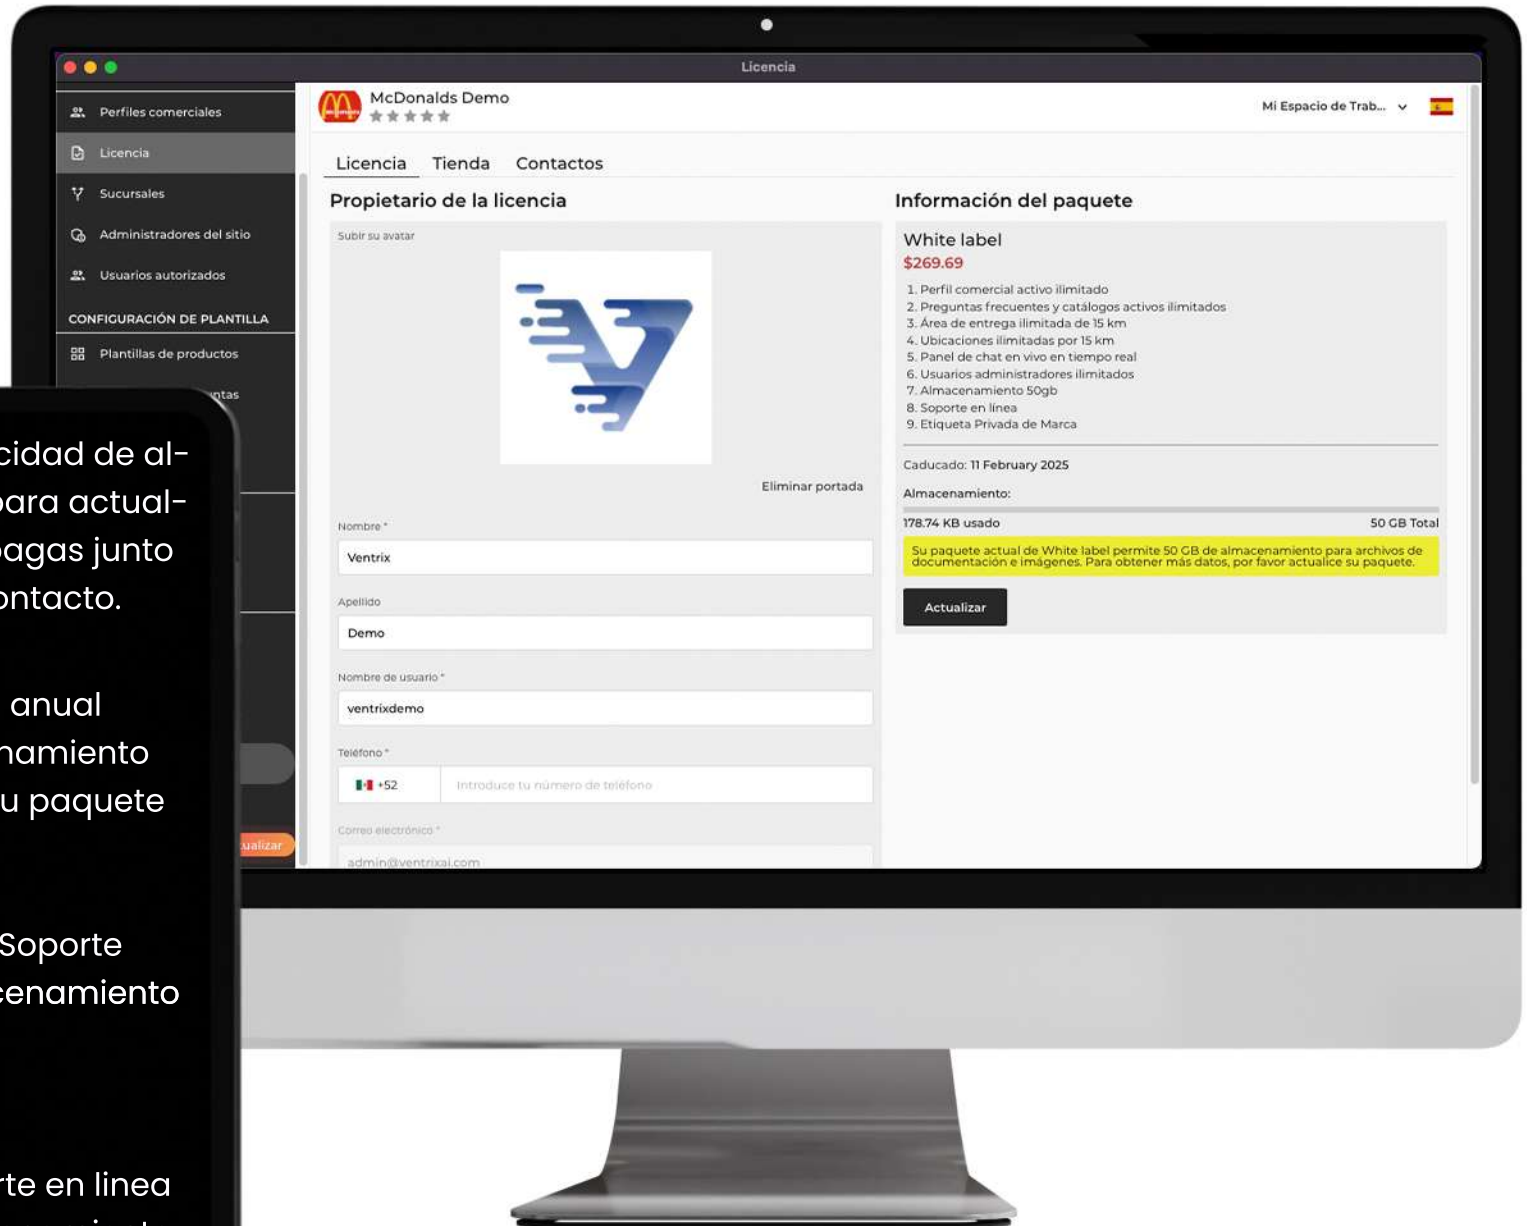 Licencia
Perfiles comerciales
Licencia
Sucursales
Administradores del sitio
Usuarios autorizados
CONFIGURACIÓN DE PLANTILLA
Plantillas de productos
ntas
ualizar
McDonalds Demo
Mi Espacio de Trab...
Licencia Tienda Contactos
Propietario de la licencia
Subir su avatar
Eliminar portada
Nombre *
Ventrix
Apellido
Demo
Nombre de usuario *
ventrixdemo
Teléfono *
+52 Introduce tu número de teléfono
Correo electrónico *
admin@ventrixai.com
Información del paquete
White label
$269.69
1. Perfil comercial activo ilimitado
2. Preguntas frecuentes y catálogos activos ilimitados
3. Área de entrega ilimitada de 15 km
4. Ubicaciones ilimitadas por 15 km
5. Panel de chat en vivo en tiempo real
6. Usuarios administradores ilimitados
7. Almacenamiento 50gb
8. Soporte en línea
9. Etiqueta Privada de Marca
Caducado: 11 February 2025
Almacenamiento:
178.74 KB usado 50 GB Total
Su paquete actual de White label permite 50 GB de almacenamiento para archivos de
documentación e imágenes. Para obtener más datos, por favor actualice su paquete.
Actualizar
cidad de al-
para actual-
pagas junto
ontacto.
anual
namiento
u paquete
Soporte
cenamiento
rte en linea